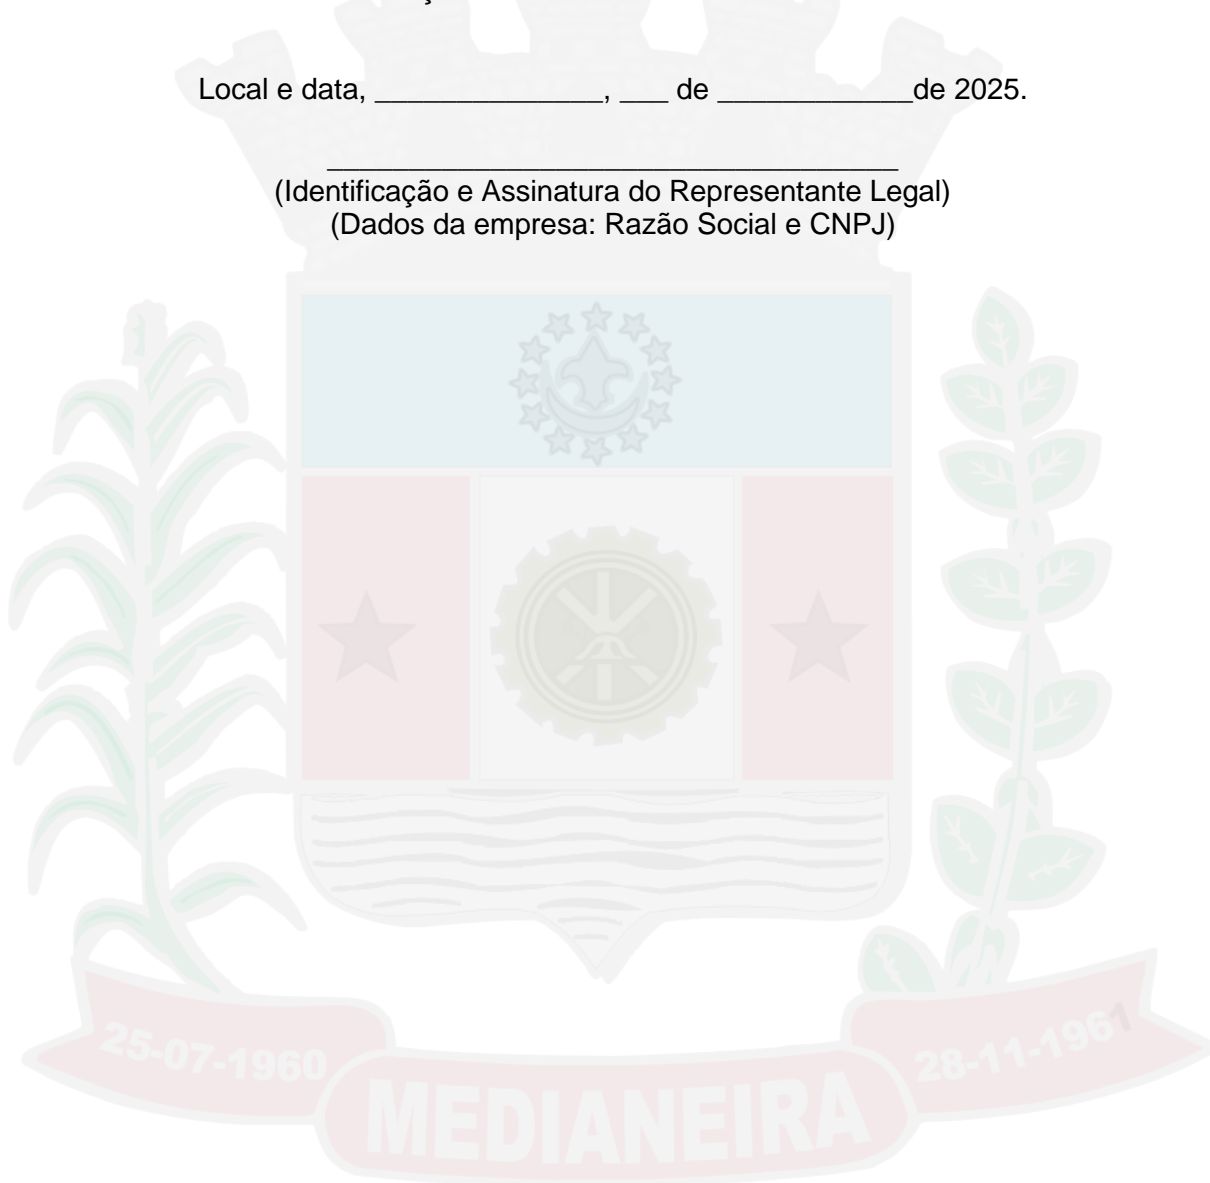 Local e data, ______________, ___ de ____________de 2025.
___________________________________
(Identificação e Assinatura do Representante Legal)
(Dados da empresa: Razão Social e CNPJ)
25-07-1960
28-11-1961
MEDIANEIRA